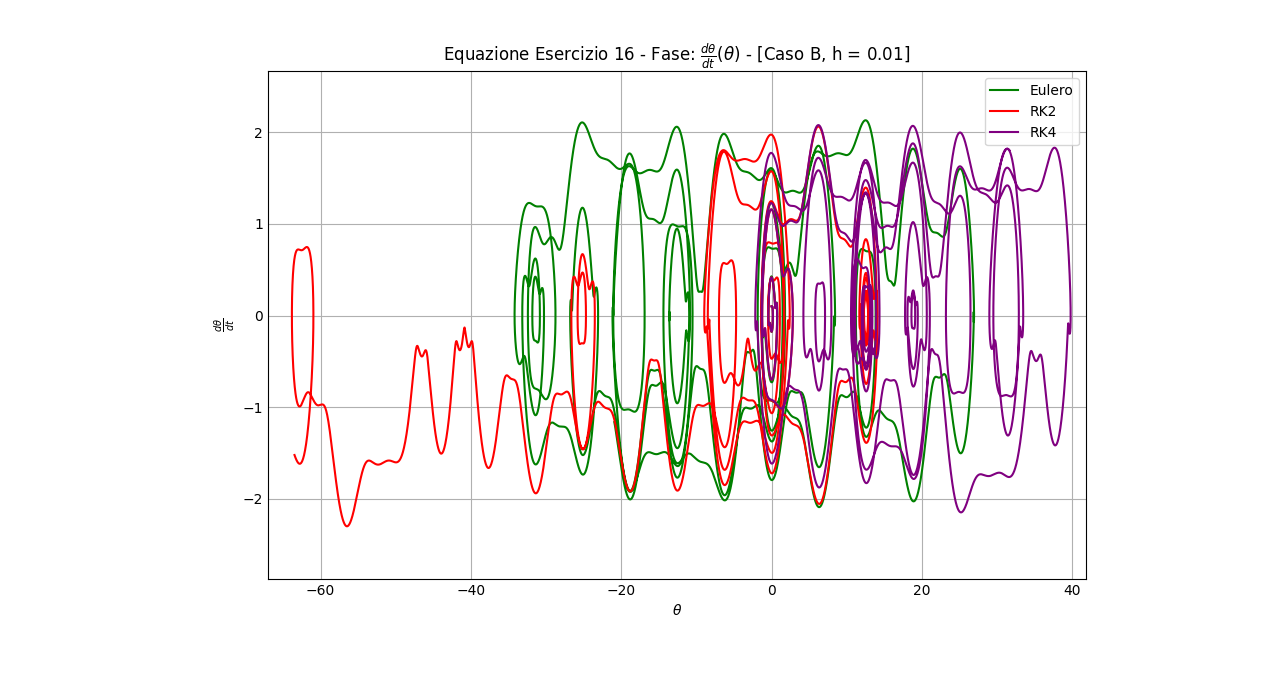 Equazione Esercizio 16 - Fase: dθ/dt(θ) - [Caso B, h = 0.01]
Eulero
RK2
RK4
2
1
0
−1
−2
dθ/dt
−60 −40 −20 0 20 40
θ